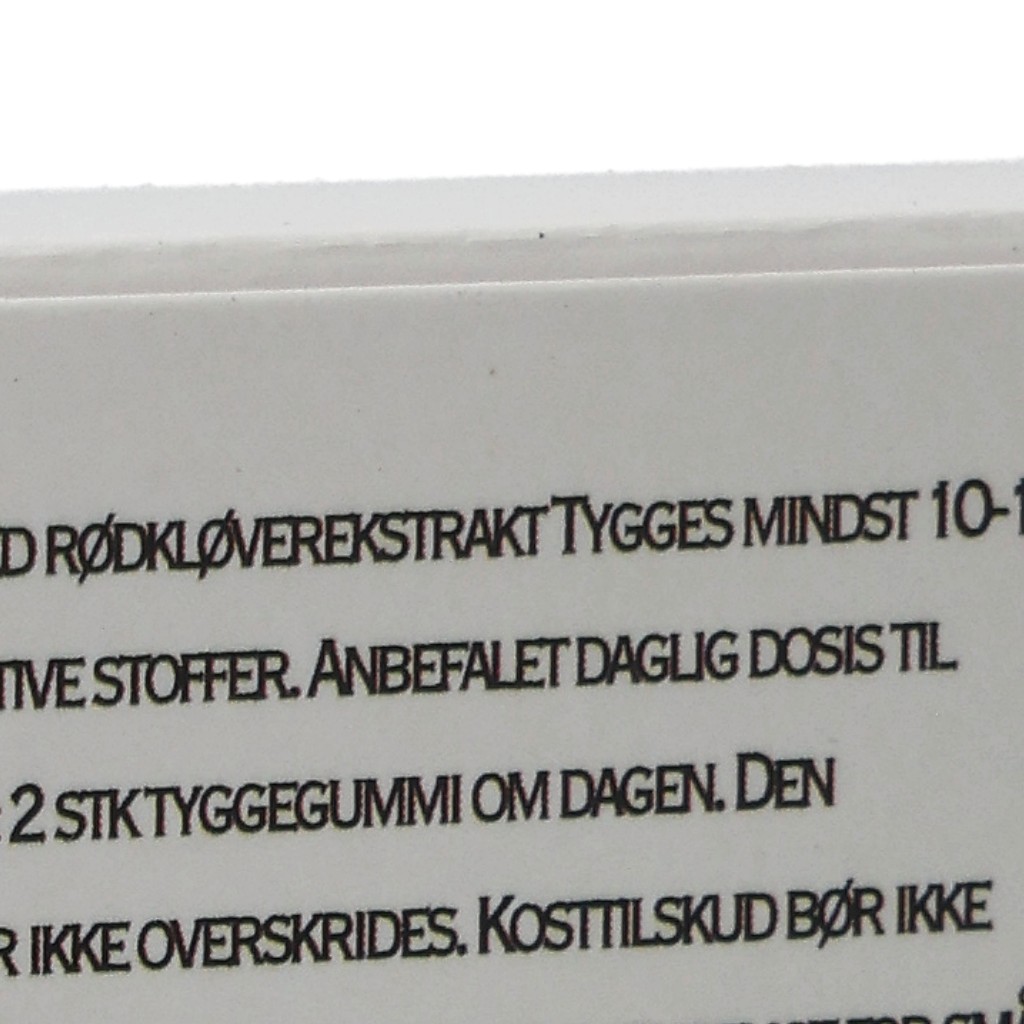 RØDKLØVEREKSTRAKT TYGGES MINDST 10-
STOFFER. ANBEFALET DAGLIG DOSIS TIL
2 STK TYGGEGUMMI OM DAGEN. DEN
IKKE OVERSKRIDES. KOSTTILSKUD BØR IKKE